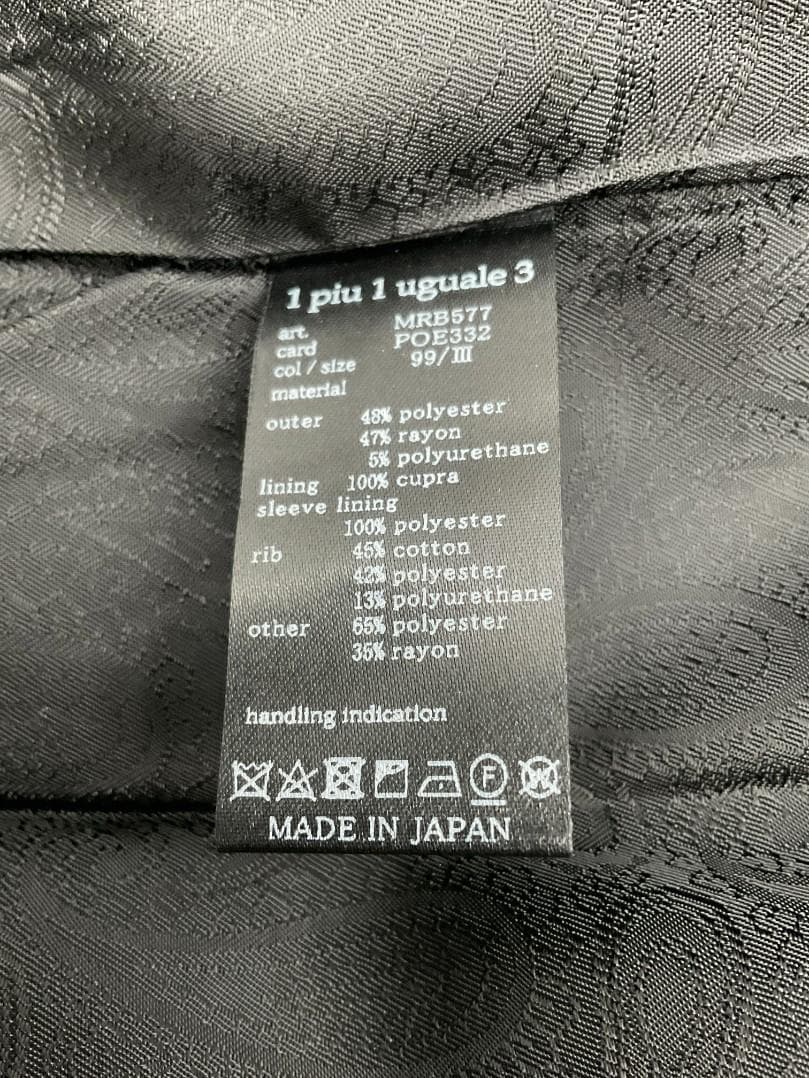 1 piu 1 uguale 3
art. MRB577
card POE332
col / size 99/III
material
outer 48% polyester
47% rayon
5% polyurethane
lining 100% cupra
sleeve lining
100% polyester
rib 45% cotton
42% polyester
13% polyurethane
other 65% polyester
35% rayon
handling indication
F W
MADE IN JAPAN